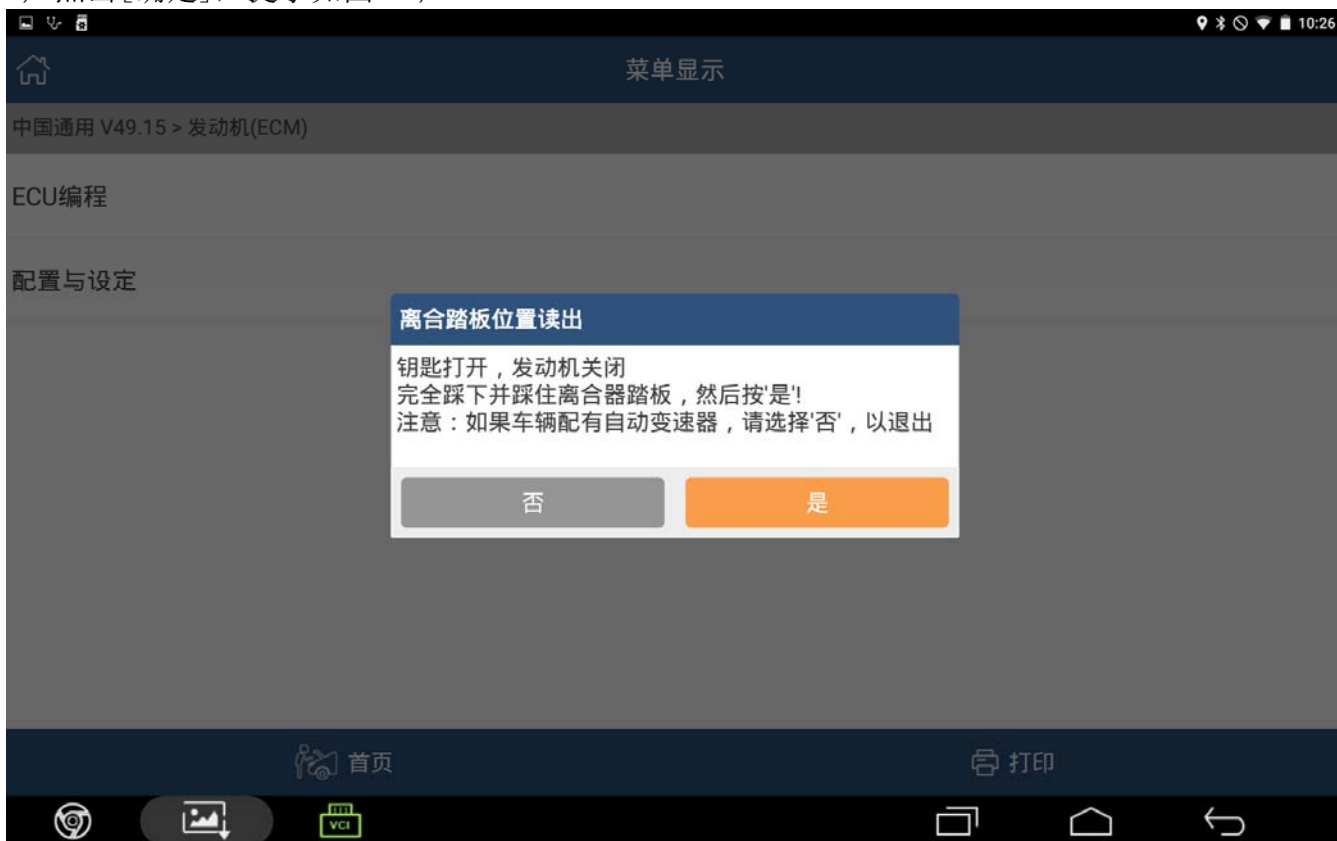 10:26
菜单显示
中国通用 V49.15 > 发动机(ECM)
ECU编程
配置与设定
离合踏板位置读出
钥匙打开，发动机关闭
完全踩下并踩住离合器踏板，然后按'是'!
注意：如果车辆配有自动变速器，请选择'否'，以退出
否
是
首页
打印
VCI